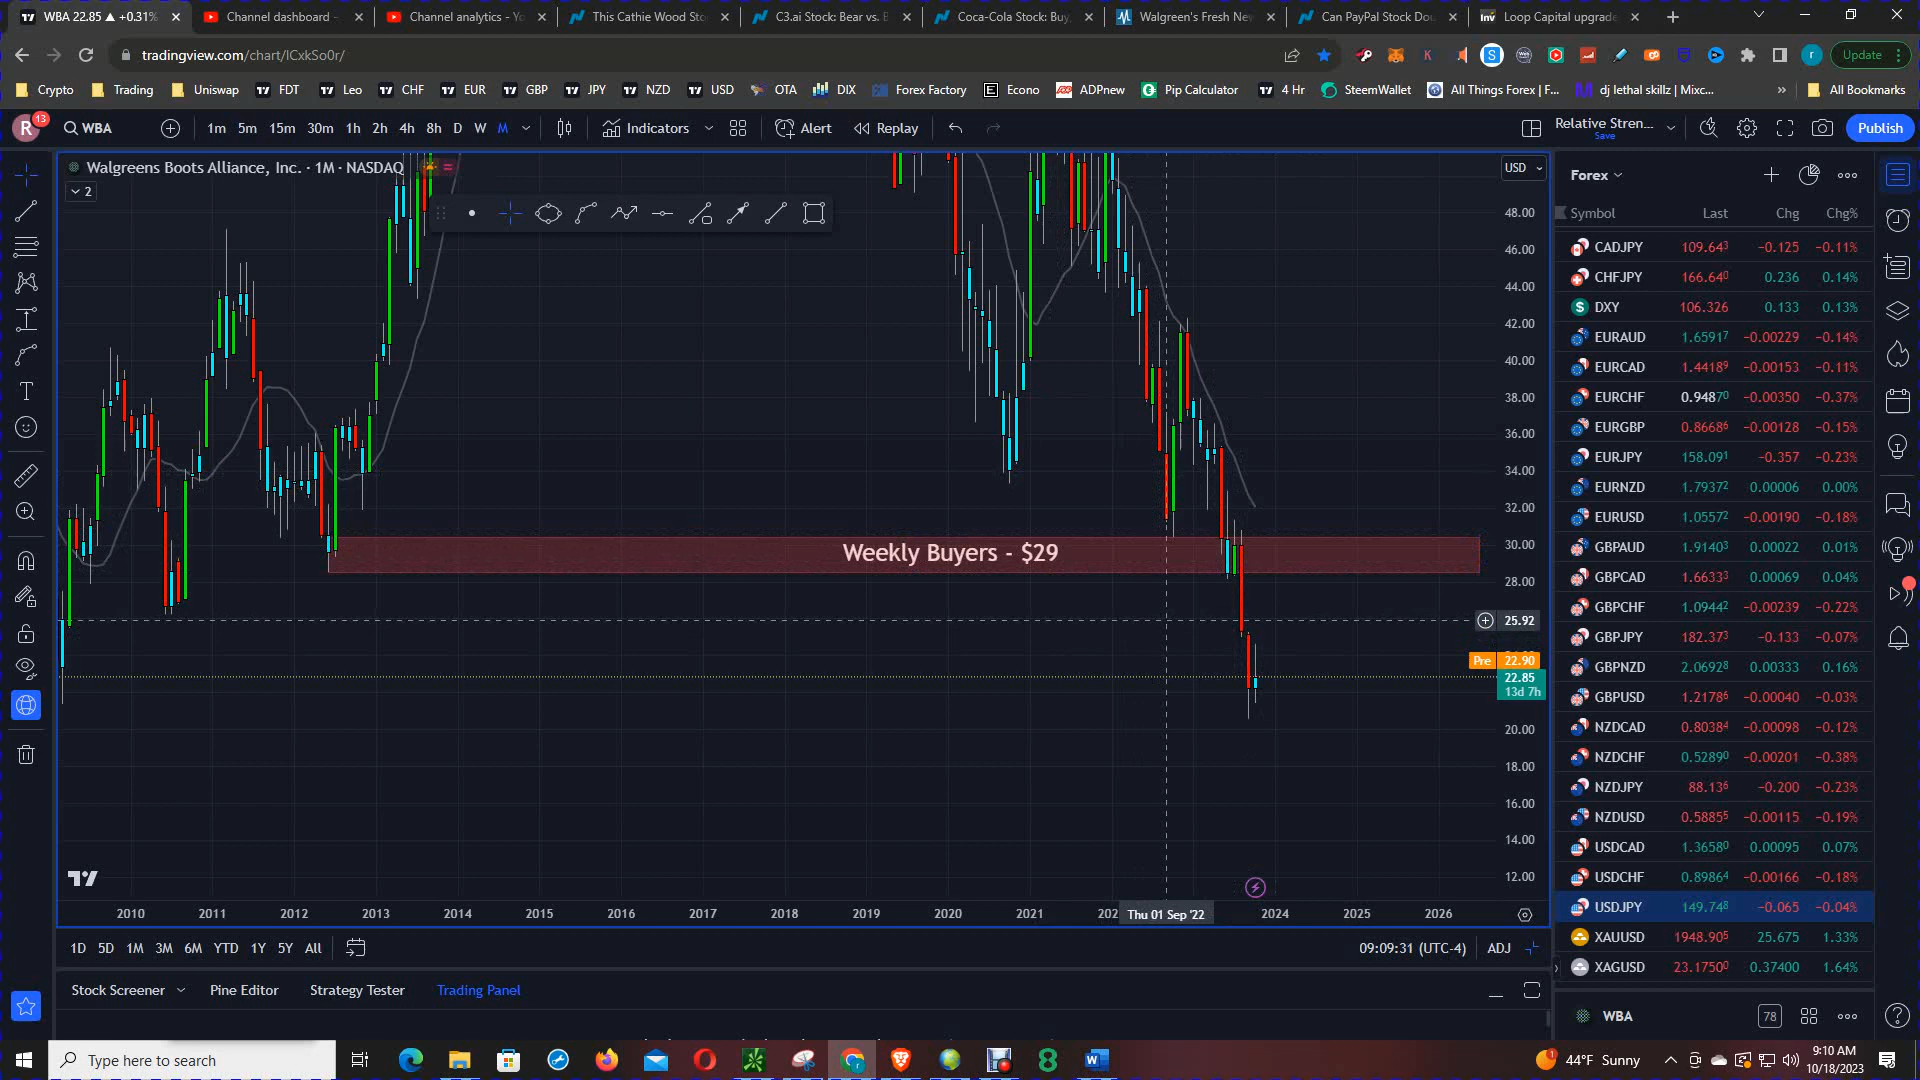 WBA 22.85 ▲ +0.31%
Channel dashboard -
Channel analytics - Yo
This Cathie Wood Sto
C3.ai Stock: Bear vs. B
Coca-Cola Stock: Buy,
Walgreen's Fresh New
Can PayPal Stock Dou
Loop Capital upgrade
tradingview.com/chart/lCxkSo0r/
Update
Crypto Trading Uniswap FDT Leo CHF EUR GBP JPY NZD USD OTA DIX Forex Factory Econo ADPnew Pip Calculator 4 Hr SteemWallet All Things Forex | F... dj lethal skillz | Mixc... » All Bookmarks
R 13 WBA 1m 5m 15m 30m 1h 2h 4h 8h D W M Indicators Alert Replay Relative Stren... Save Publish
Walgreens Boots Alliance, Inc. · 1M · NASDAQ
2
USD
48.00
46.00
44.00
42.00
40.00
38.00
36.00
34.00
32.00
30.00
28.00
25.92
Pre 22.90
22.85
13d 7h
20.00
18.00
16.00
14.00
12.00
Weekly Buyers - $29
2010 2011 2012 2013 2014 2015 2016 2017 2018 2019 2020 2021 202 Thu 01 Sep '22 2024 2025 2026
1D 5D 1M 3M 6M YTD 1Y 5Y All 09:09:31 (UTC-4) ADJ
Stock Screener Pine Editor Strategy Tester Trading Panel
Forex
Symbol Last Chg Chg%
CADJPY 109.643 −0.125 −0.11%
CHFJPY 166.640 0.236 0.14%
DXY 106.326 0.133 0.13%
EURAUD 1.65917 −0.00229 −0.14%
EURCAD 1.44189 −0.00153 −0.11%
EURCHF 0.94870 −0.00350 −0.37%
EURGBP 0.86686 −0.00128 −0.15%
EURJPY 158.091 −0.357 −0.23%
EURNZD 1.79372 0.00006 0.00%
EURUSD 1.05572 −0.00190 −0.18%
GBPAUD 1.91403 0.00022 0.01%
GBPCAD 1.66333 0.00069 0.04%
GBPCHF 1.09442 −0.00239 −0.22%
GBPJPY 182.373 −0.133 −0.07%
GBPNZD 2.06928 0.00333 0.16%
GBPUSD 1.21786 −0.00040 −0.03%
NZDCAD 0.80384 −0.00098 −0.12%
NZDCHF 0.52890 −0.00201 −0.38%
NZDJPY 88.136 −0.200 −0.23%
NZDUSD 0.58855 −0.00115 −0.19%
USDCAD 1.36580 0.00095 0.07%
USDCHF 0.89864 −0.00166 −0.18%
USDJPY 149.748 −0.065 −0.04%
XAUUSD 1948.905 25.675 1.33%
XAGUSD 23.17500 0.37400 1.64%
WBA 78
Type here to search
44°F Sunny
9:10 AM
10/18/2023